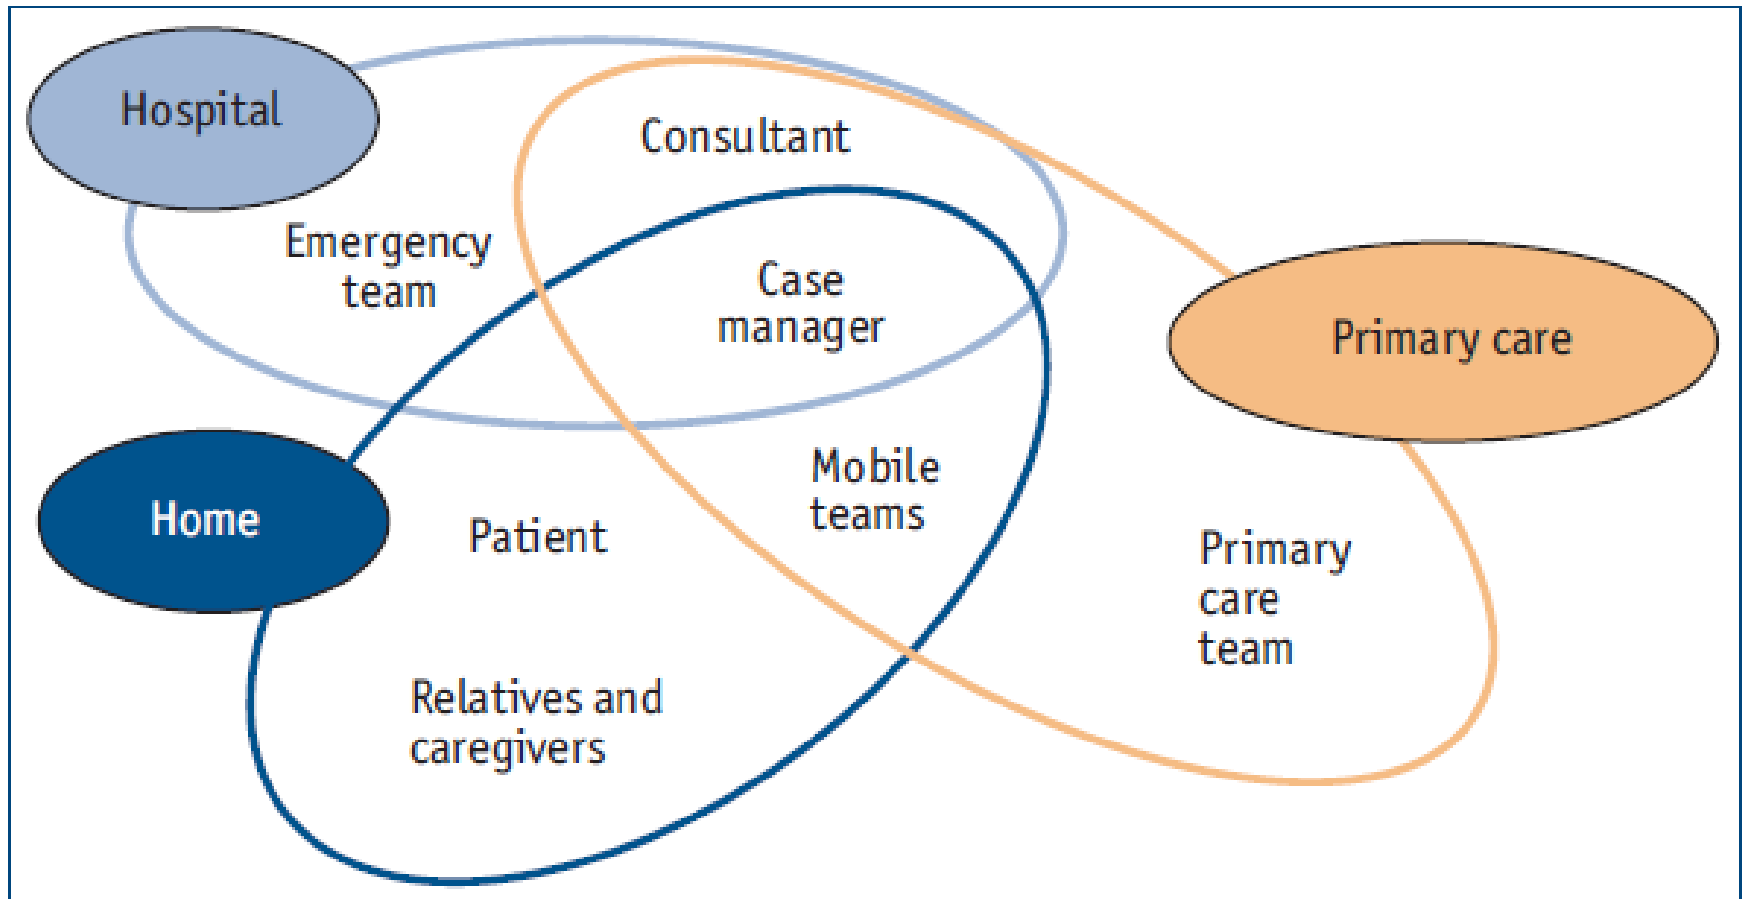 Hospital
Consultant
Emergency
team
Case
manager
Primary care
Mobile
teams
Home
Patient
Primary
care
team
Relatives and
caregivers